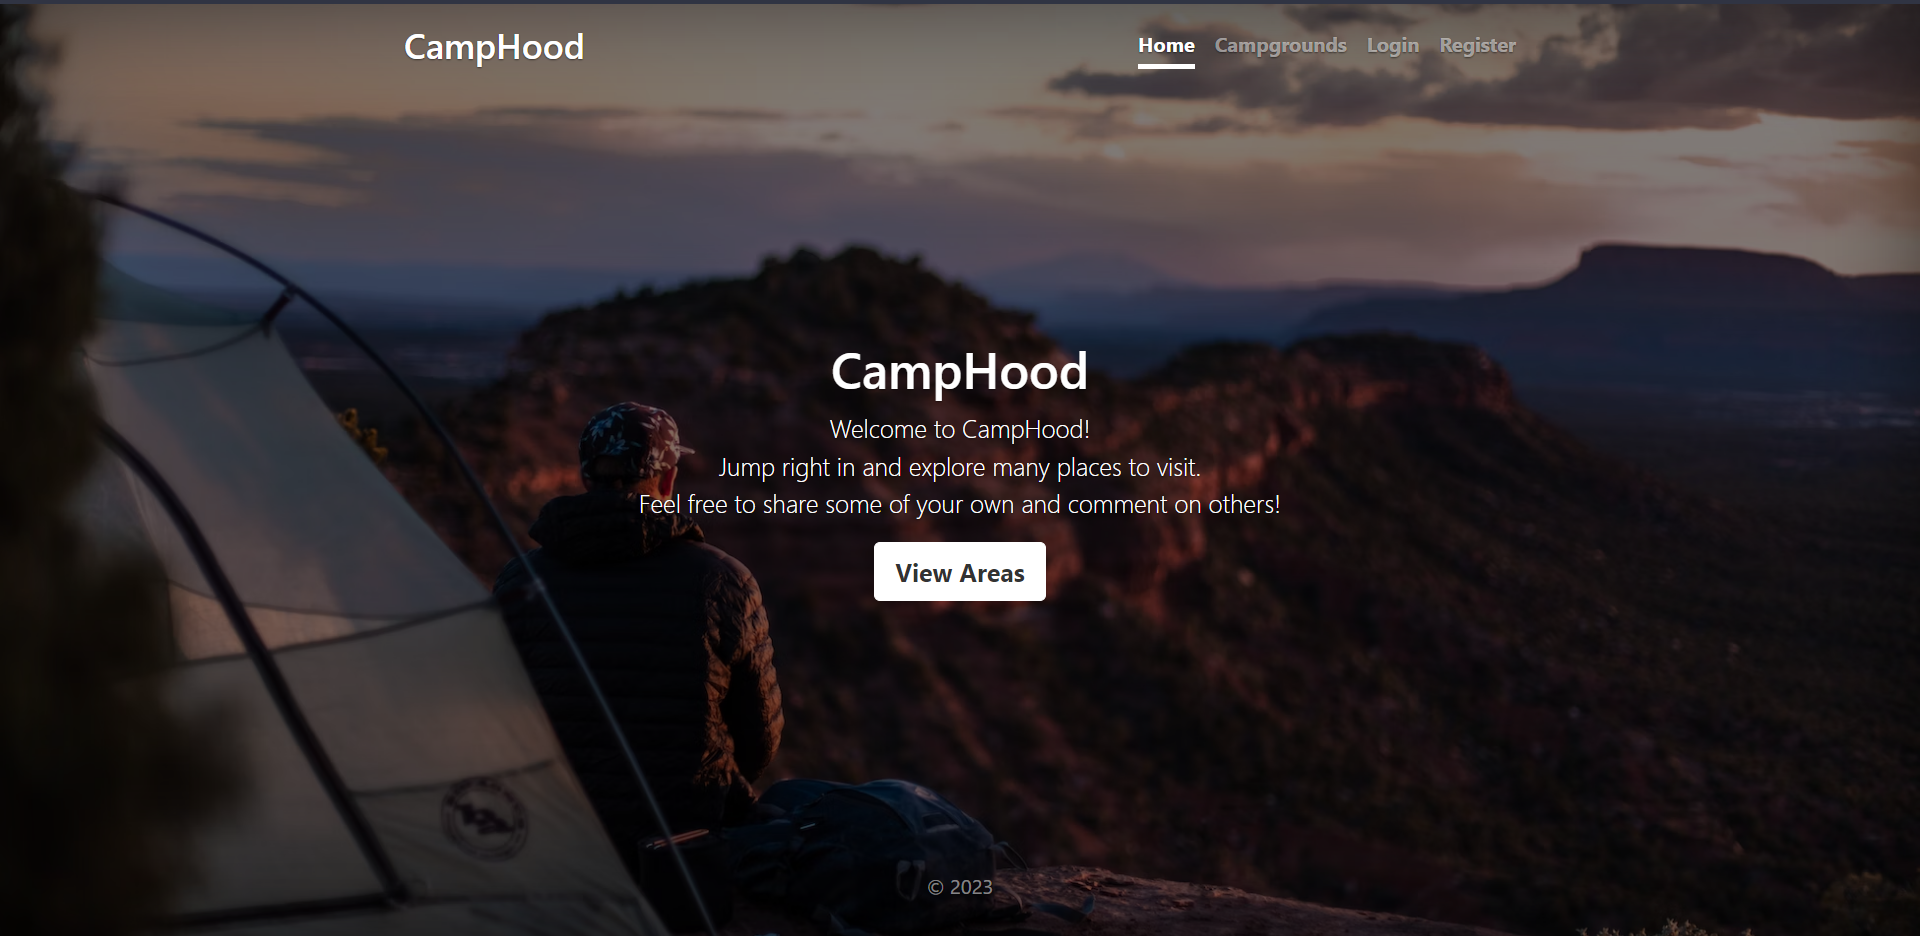 CampHood
Home Campgrounds Login Register
CampHood
Welcome to CampHood!
Jump right in and explore many places to visit.
Feel free to share some of your own and comment on others!
View Areas
© 2023